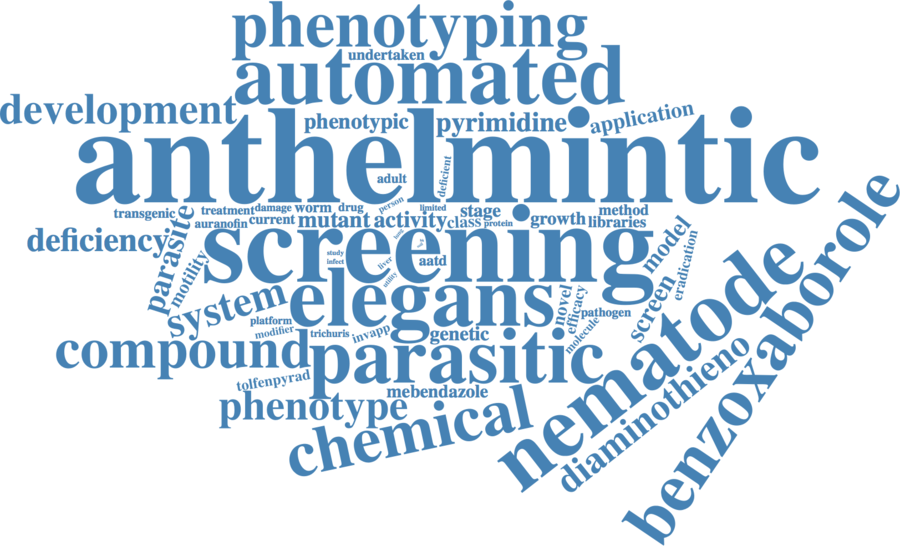 phenotyping
undertaken
automated
development
phenotypic
pyrimidine
application
anthelmintic
adult
deficient
person
limited
transgenic
treatment
damage
worm
drug
auranofin
current
mutant
activity
class
stage
protein
growth
method
libraries
deficiency
parasite
motility
screening
study
infect
liver
utility
aatd
model
eradication
screen
system
elegans
novel
efficacy
pathogen
molecule
platform
modifier
trichuris
invapp
genetic
compound
parasitic
tolfenpyrad
mebendazole
phenotype
chemical
nematode
diaminothieno
benzoxaborole